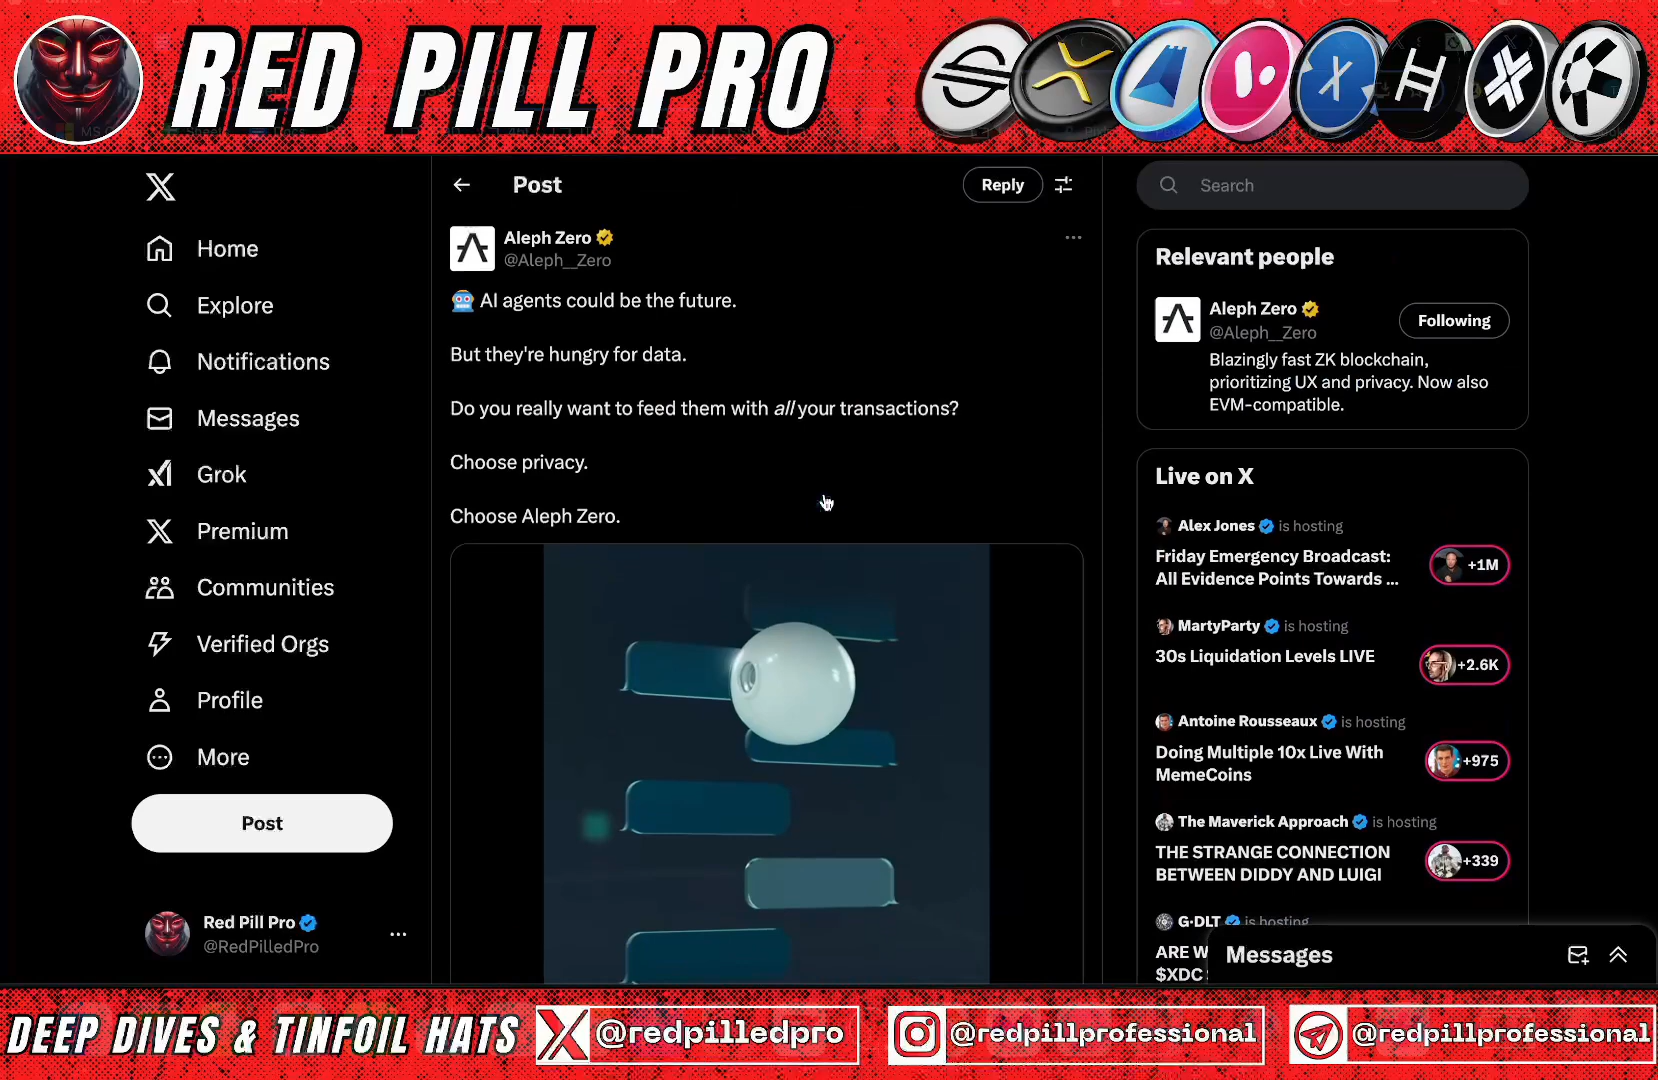 RED PILL PRO
Post
Reply
Search
Home
Explore
Notifications
Messages
Grok
Premium
Communities
Verified Orgs
Profile
More
Post
Red Pill Pro
@RedPilledPro
Aleph Zero
@Aleph__Zero
🤖 AI agents could be the future.
But they're hungry for data.
Do you really want to feed them with all your transactions?
Choose privacy.
Choose Aleph Zero.
Relevant people
Aleph Zero
@Aleph__Zero
Following
Blazingly fast ZK blockchain,
prioritizing UX and privacy. Now also
EVM-compatible.
Live on X
Alex Jones is hosting
Friday Emergency Broadcast:
All Evidence Points Towards ...
+1M
MartyParty is hosting
30s Liquidation Levels LIVE
+2.6K
Antoine Rousseaux is hosting
Doing Multiple 10x Live With
MemeCoins
+975
The Maverick Approach is hosting
THE STRANGE CONNECTION
BETWEEN DIDDY AND LUIGI
+339
G·DLT is hosting
ARE W
$XDC
Messages
DEEP DIVES & TINFOIL HATS
@redpilledpro
@redpillprofessional
@redpillprofessional